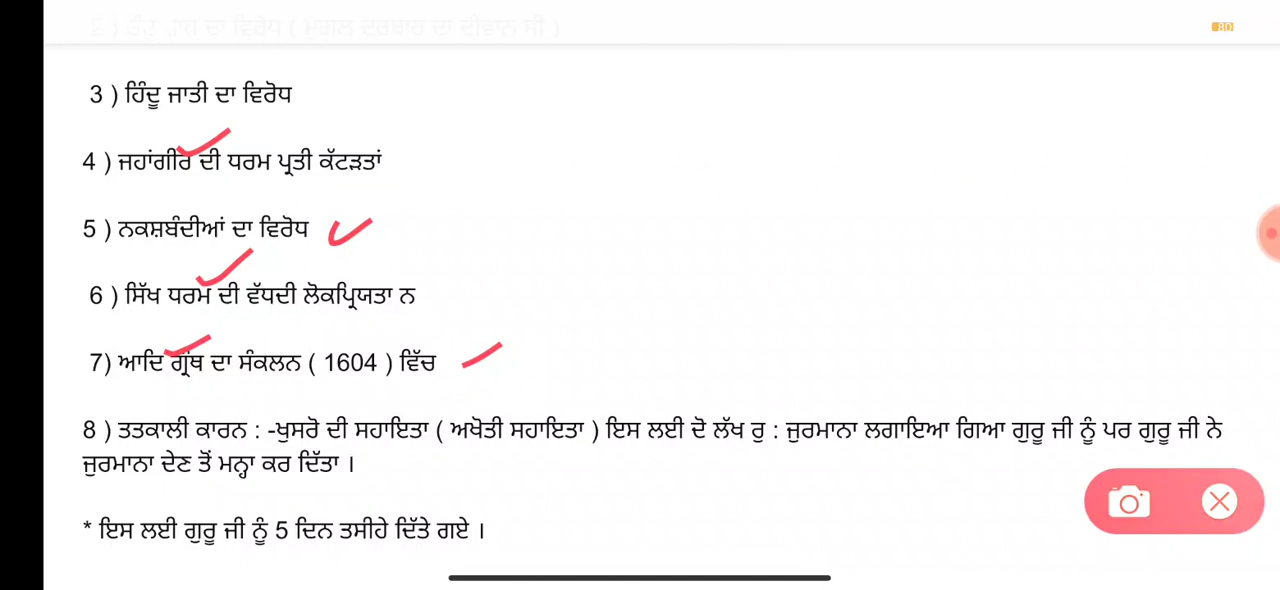 3 ) ਹਿੰਦੂ ਜਾਤੀ ਦਾ ਵਿਰੋਧ
4 ) ਜਹਾਂਗੀਰ ਦੀ ਧਰਮ ਪ੍ਰਤੀ ਕੱਟੜਤਾਂ
5 ) ਨਕਸ਼ਬੰਦੀਆਂ ਦਾ ਵਿਰੋਧ
6 ) ਸਿੱਖ ਧਰਮ ਦੀ ਵੱਧਦੀ ਲੋਕਪ੍ਰਿਯਤਾ ਨ
7) ਆਦਿ ਗ੍ਰੰਥ ਦਾ ਸੰਕਲਨ ( 1604 ) ਵਿੱਚ
8 ) ਤਤਕਾਲੀ ਕਾਰਨ : -ਖੁਸਰੋ ਦੀ ਸਹਾਇਤਾ ( ਅਖੋਤੀ ਸਹਾਇਤਾ ) ਇਸ ਲਈ ਦੋ ਲੱਖ ਰੁ : ਜੁਰਮਾਨਾ ਲਗਾਇਆ ਗਿਆ ਗੁਰੂ ਜੀ ਨੂੰ ਪਰ ਗੁਰੂ ਜੀ ਨੇ
ਜੁਰਮਾਨਾ ਦੇਣ ਤੋਂ ਮਨ੍ਹਾ ਕਰ ਦਿੱਤਾ ।
* ਇਸ ਲਈ ਗੁਰੂ ਜੀ ਨੂੰ 5 ਦਿਨ ਤਸੀਹੇ ਦਿੱਤੇ ਗਏ ।